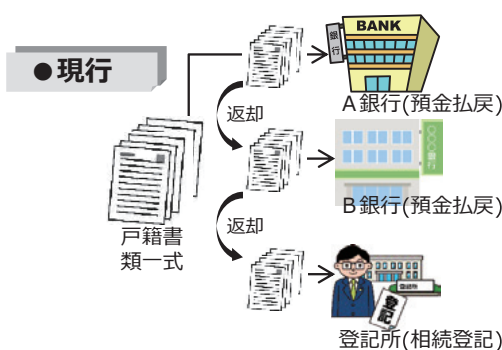 ●現行
BANK
銀行
A銀行(預金払戻)
返却
○○○銀行
B銀行(預金払戻)
戸籍書
類一式
返却
登記所
登記
登記所(相続登記)